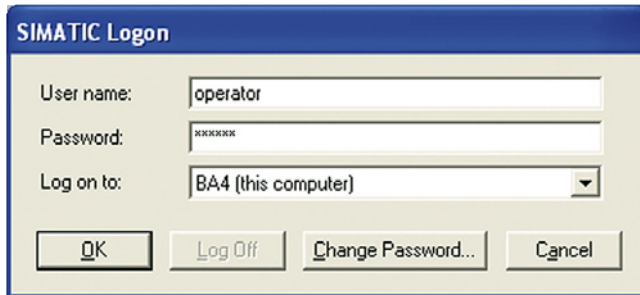 SIMATIC Logon
User name: operator
Password: ××××××
Log on to: BA4 (this computer)
OK Log Off Change Password... Cancel